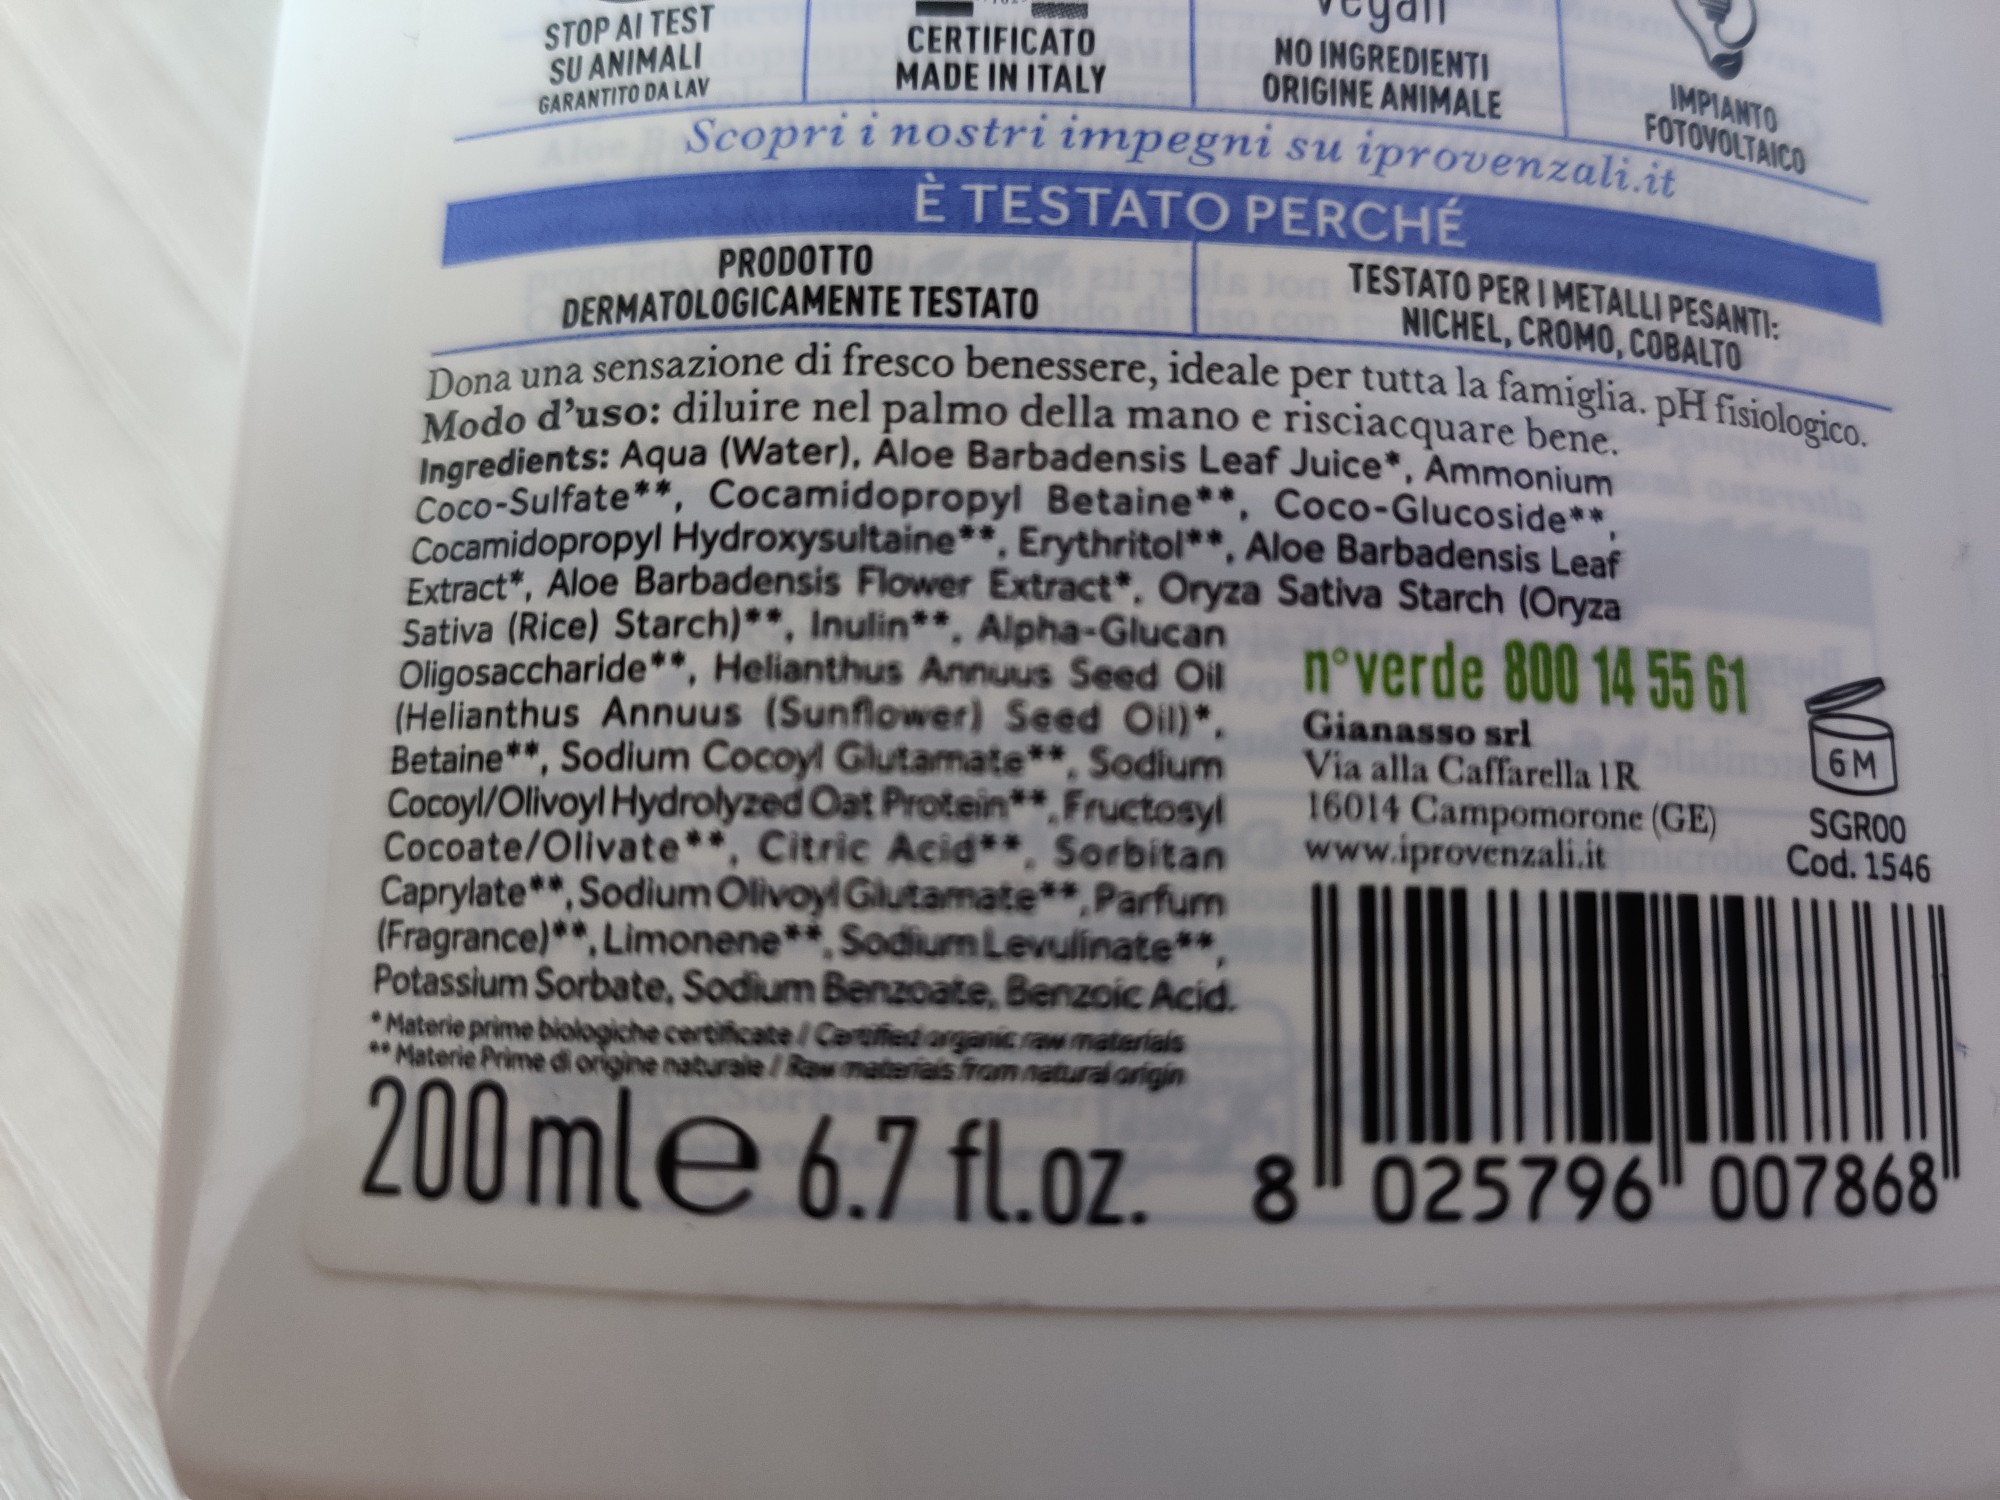 STOP AI TEST
SU ANIMALI
GARANTITO DA LAV
CERTIFICATO
MADE IN ITALY
vegan
NO INGREDIENTI
ORIGINE ANIMALE
IMPIANTO
FOTOVOLTAICO
Scopri i nostri impegni su iprovenzali.it
È TESTATO PERCHÉ
PRODOTTO
DERMATOLOGICAMENTE TESTATO
TESTATO PER I METALLI PESANTI:
NICHEL, CROMO, COBALTO
Dona una sensazione di fresco benessere, ideale per tutta la famiglia. pH fisiologico.
Modo d'uso: diluire nel palmo della mano e risciacquare bene.
Ingredients: Aqua (Water), Aloe Barbadensis Leaf Juice*, Ammonium
Coco-Sulfate**, Cocamidopropyl Betaine**, Coco-Glucoside**,
Cocamidopropyl Hydroxysultaine**, Erythritol**, Aloe Barbadensis Leaf
Extract*, Aloe Barbadensis Flower Extract*, Oryza Sativa Starch (Oryza
Sativa (Rice) Starch)**, Inulin**, Alpha-Glucan
Oligosaccharide**, Helianthus Annuus Seed Oil
(Helianthus Annuus (Sunflower) Seed Oil)*,
Betaine**, Sodium Cocoyl Glutamate**, Sodium
Cocoyl/Olivoyl Hydrolyzed Oat Protein**, Fructosyl
Cocoate/Olivate**, Citric Acid**, Sorbitan
Caprylate**, Sodium Olivoyl Glutamate**, Parfum
(Fragrance)**, Limonene**, Sodium Levulinate**,
Potassium Sorbate, Sodium Benzoate, Benzoic Acid.
* Materie prime biologiche certificate / Certified organic raw materials
** Materie Prime di origine naturale / Raw materials from natural origin
n° verde 800 14 55 61
Gianasso srl
Via alla Caffarella 1R
16014 Campomorone (GE)
www.iprovenzali.it
6 M
SGR00
Cod. 1546
200 ml e 6.7 fl.oz.
8 025796 007868